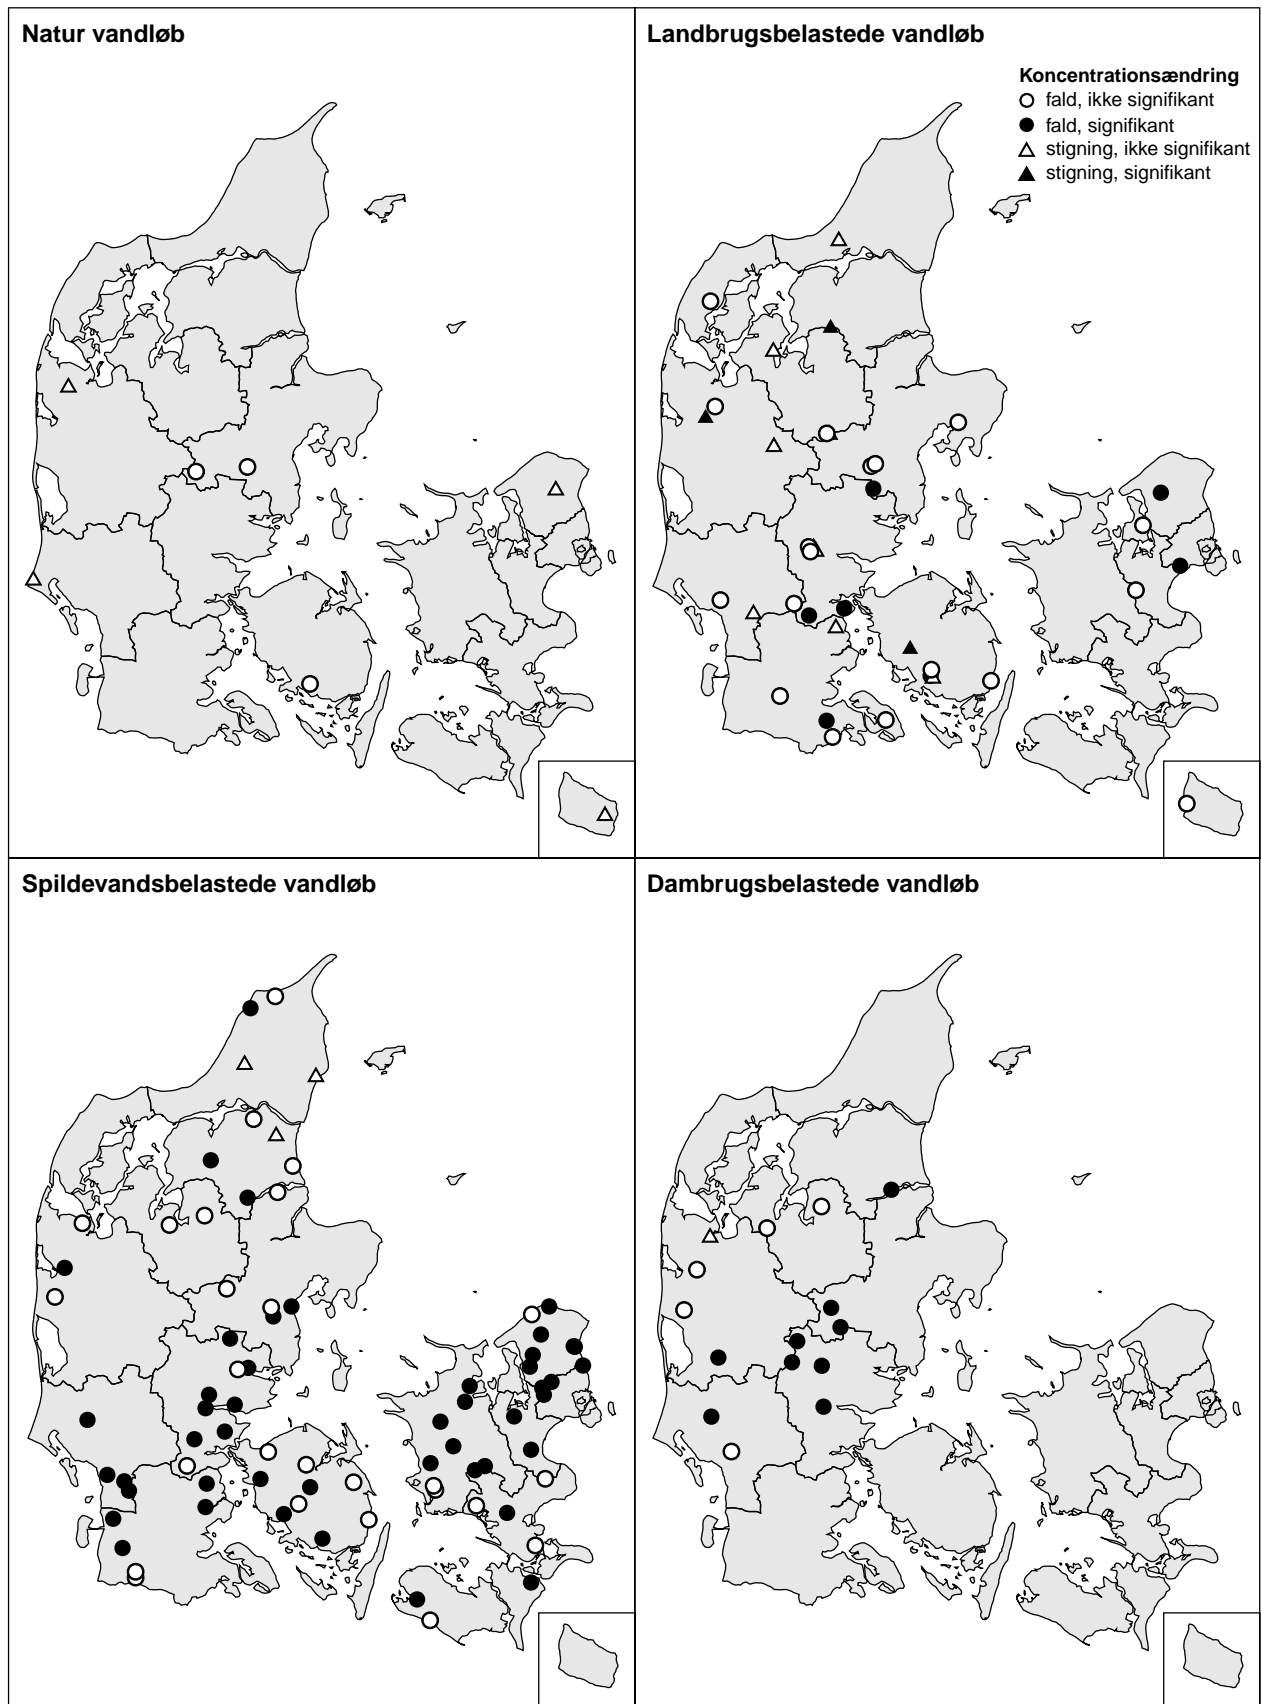 Natur vandløb
Landbrugsbelastede vandløb
Koncentrationsændring
fald, ikke signifikant
fald, signifikant
stigning, ikke signifikant
stigning, signifikant
Spildevandsbelastede vandløb
Dambrugsbelastede vandløb